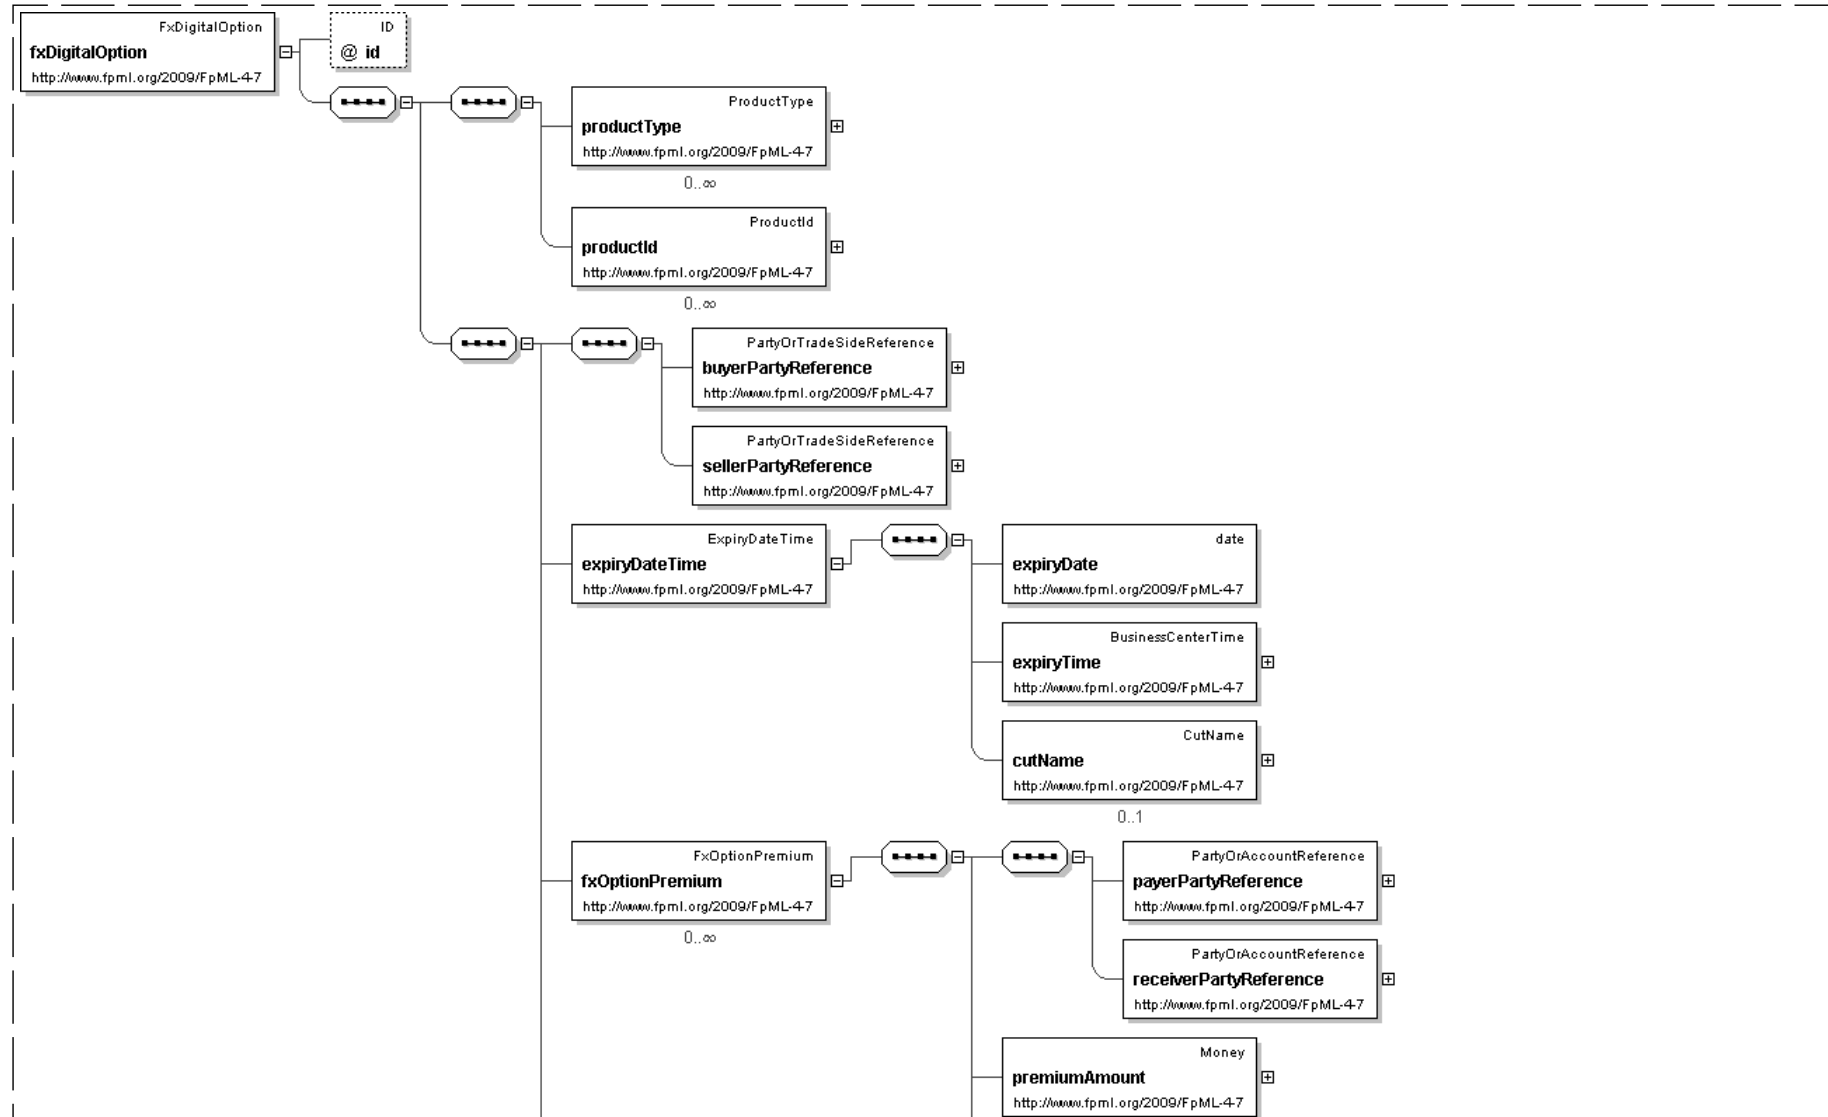 FxDigitalOption
fxDigitalOption
http://www.fpml.org/2009/FpML-4-7
ID
@ id
ProductType
productType
http://www.fpml.org/2009/FpML-4-7
0..∞
ProductId
productId
http://www.fpml.org/2009/FpML-4-7
0..∞
PartyOrTradeSideReference
buyerPartyReference
http://www.fpml.org/2009/FpML-4-7
PartyOrTradeSideReference
sellerPartyReference
http://www.fpml.org/2009/FpML-4-7
ExpiryDateTime
expiryDateTime
http://www.fpml.org/2009/FpML-4-7
date
expiryDate
http://www.fpml.org/2009/FpML-4-7
BusinessCenterTime
expiryTime
http://www.fpml.org/2009/FpML-4-7
CutName
cutName
http://www.fpml.org/2009/FpML-4-7
0..1
FxOptionPremium
fxOptionPremium
http://www.fpml.org/2009/FpML-4-7
0..∞
PartyOrAccountReference
payerPartyReference
http://www.fpml.org/2009/FpML-4-7
PartyOrAccountReference
receiverPartyReference
http://www.fpml.org/2009/FpML-4-7
Money
premiumAmount
http://www.fpml.org/2009/FpML-4-7